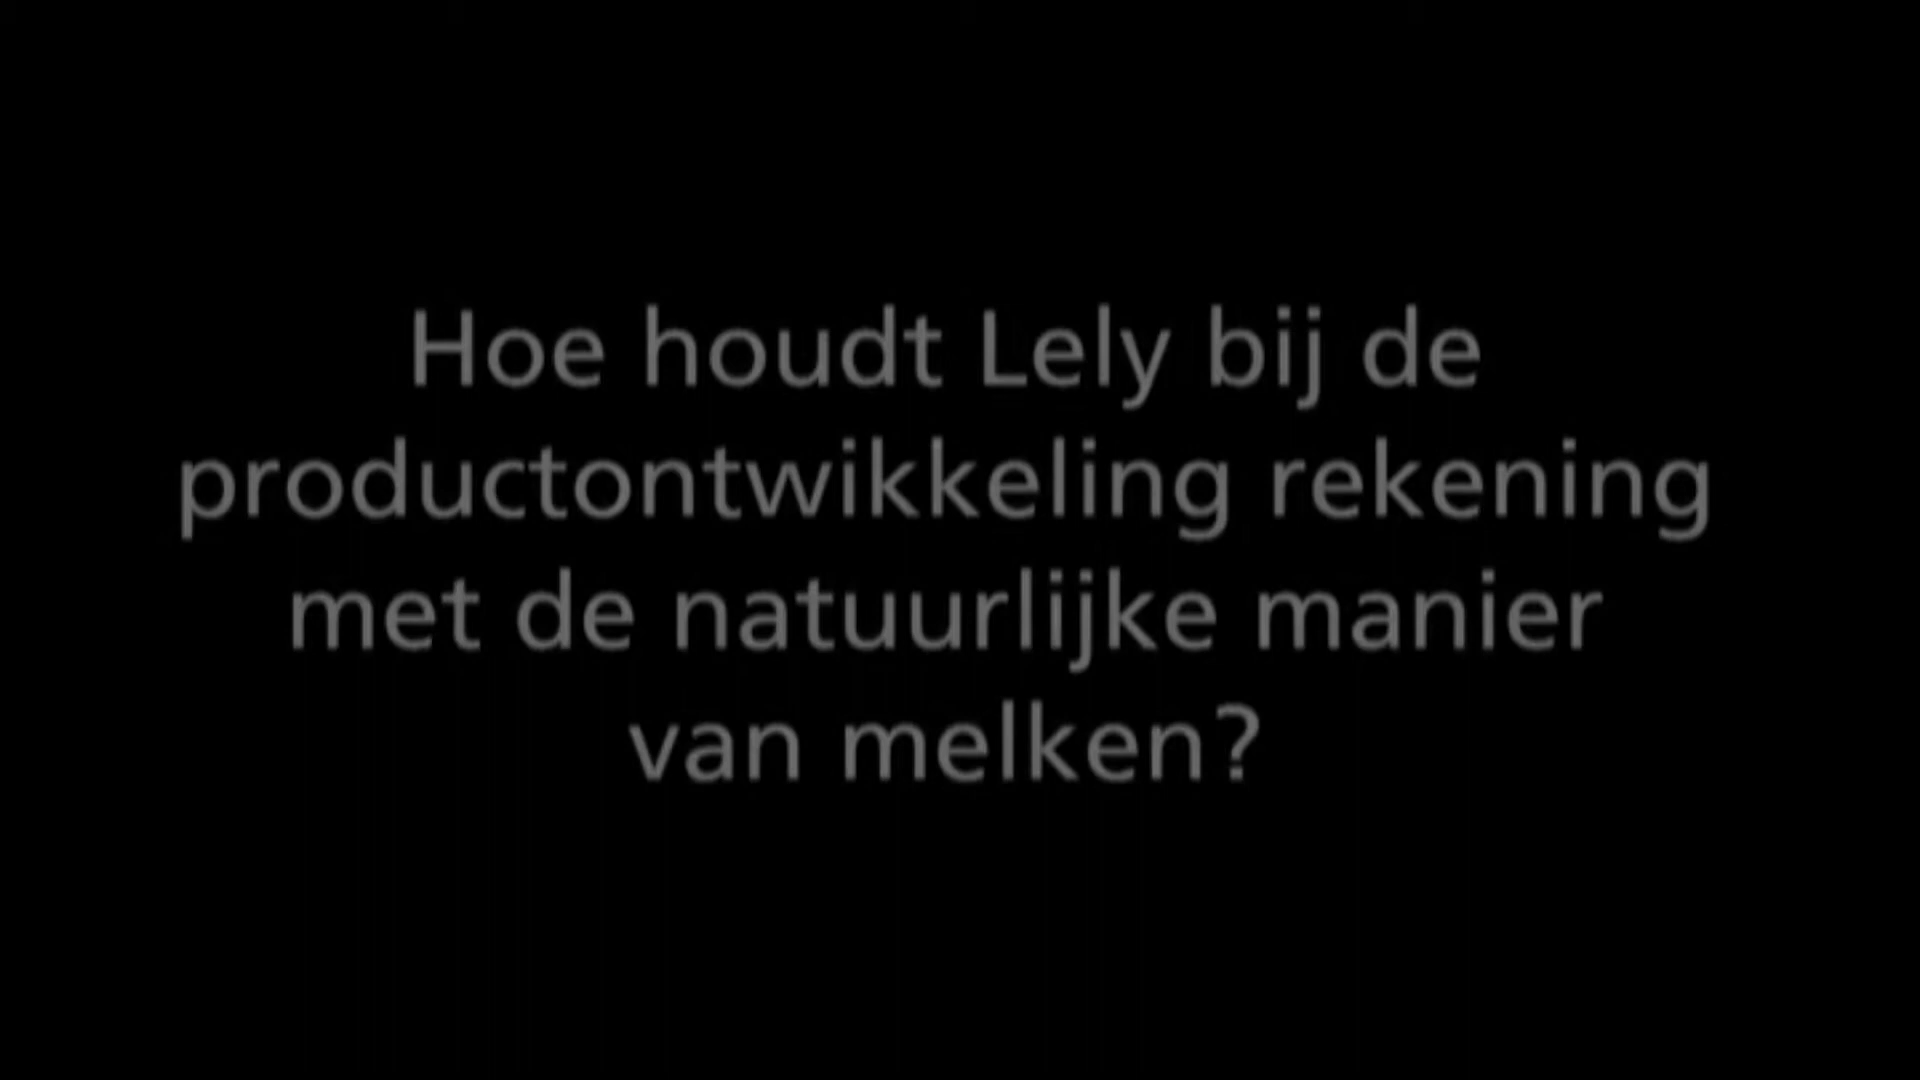 Hoe houdt Lely bij de
productontwikkeling rekening
met de natuurlijke manier
van melken?